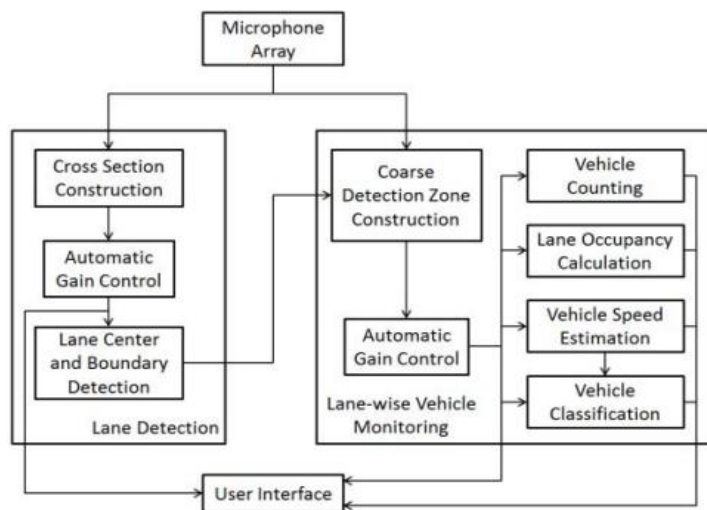 Microphone
Array
Cross Section
Construction
Automatic
Gain Control
Lane Center
and Boundary
Detection
Lane Detection
Coarse
Detection Zone
Construction
Automatic
Gain Control
Lane-wise Vehicle
Monitoring
Vehicle
Counting
Lane Occupancy
Calculation
Vehicle Speed
Estimation
Vehicle
Classification
User Interface